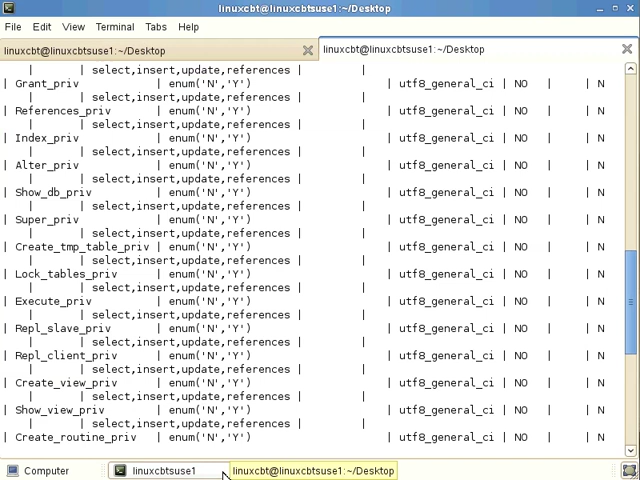 linuxcbt@linuxcbtsuse1:~/Desktop
File Edit View Terminal Tabs Help
linuxcbt@linuxcbtsuse1:~/Desktop linuxcbt@linuxcbtsuse1:~/Desktop
| | select,insert,update,references | |
| Grant_priv | enum('N','Y') | utf8_general_ci | NO | | N
| | select,insert,update,references | |
| References_priv | enum('N','Y') | utf8_general_ci | NO | | N
| | select,insert,update,references | |
| Index_priv | enum('N','Y') | utf8_general_ci | NO | | N
| | select,insert,update,references | |
| Alter_priv | enum('N','Y') | utf8_general_ci | NO | | N
| | select,insert,update,references | |
| Show_db_priv | enum('N','Y') | utf8_general_ci | NO | | N
| | select,insert,update,references | |
| Super_priv | enum('N','Y') | utf8_general_ci | NO | | N
| | select,insert,update,references | |
| Create_tmp_table_priv | enum('N','Y') | utf8_general_ci | NO | | N
| | select,insert,update,references | |
| Lock_tables_priv | enum('N','Y') | utf8_general_ci | NO | | N
| | select,insert,update,references | |
| Execute_priv | enum('N','Y') | utf8_general_ci | NO | | N
| | select,insert,update,references | |
| Repl_slave_priv | enum('N','Y') | utf8_general_ci | NO | | N
| | select,insert,update,references | |
| Repl_client_priv | enum('N','Y') | utf8_general_ci | NO | | N
| | select,insert,update,references | |
| Create_view_priv | enum('N','Y') | utf8_general_ci | NO | | N
| | select,insert,update,references | |
| Show_view_priv | enum('N','Y') | utf8_general_ci | NO | | N
| | select,insert,update,references | |
| Create_routine_priv | enum('N','Y') | utf8_general_ci | NO | | N
Computer linuxcbtsuse1 linuxcbt@linuxcbtsuse1:~/Desktop